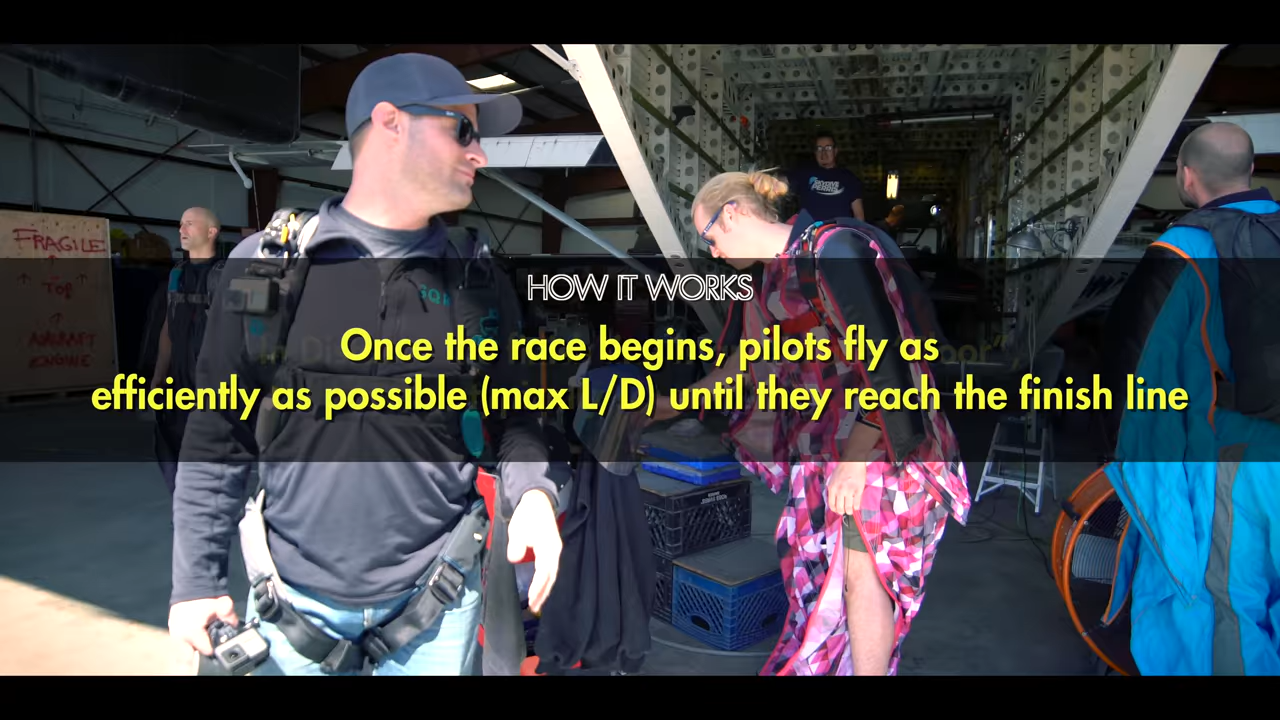 FRAGILE
TOP
AIRCRAFT
ENGINE
HOW IT WORKS
Once the race begins, pilots fly as
efficiently as possible (max L/D) until they reach the finish line